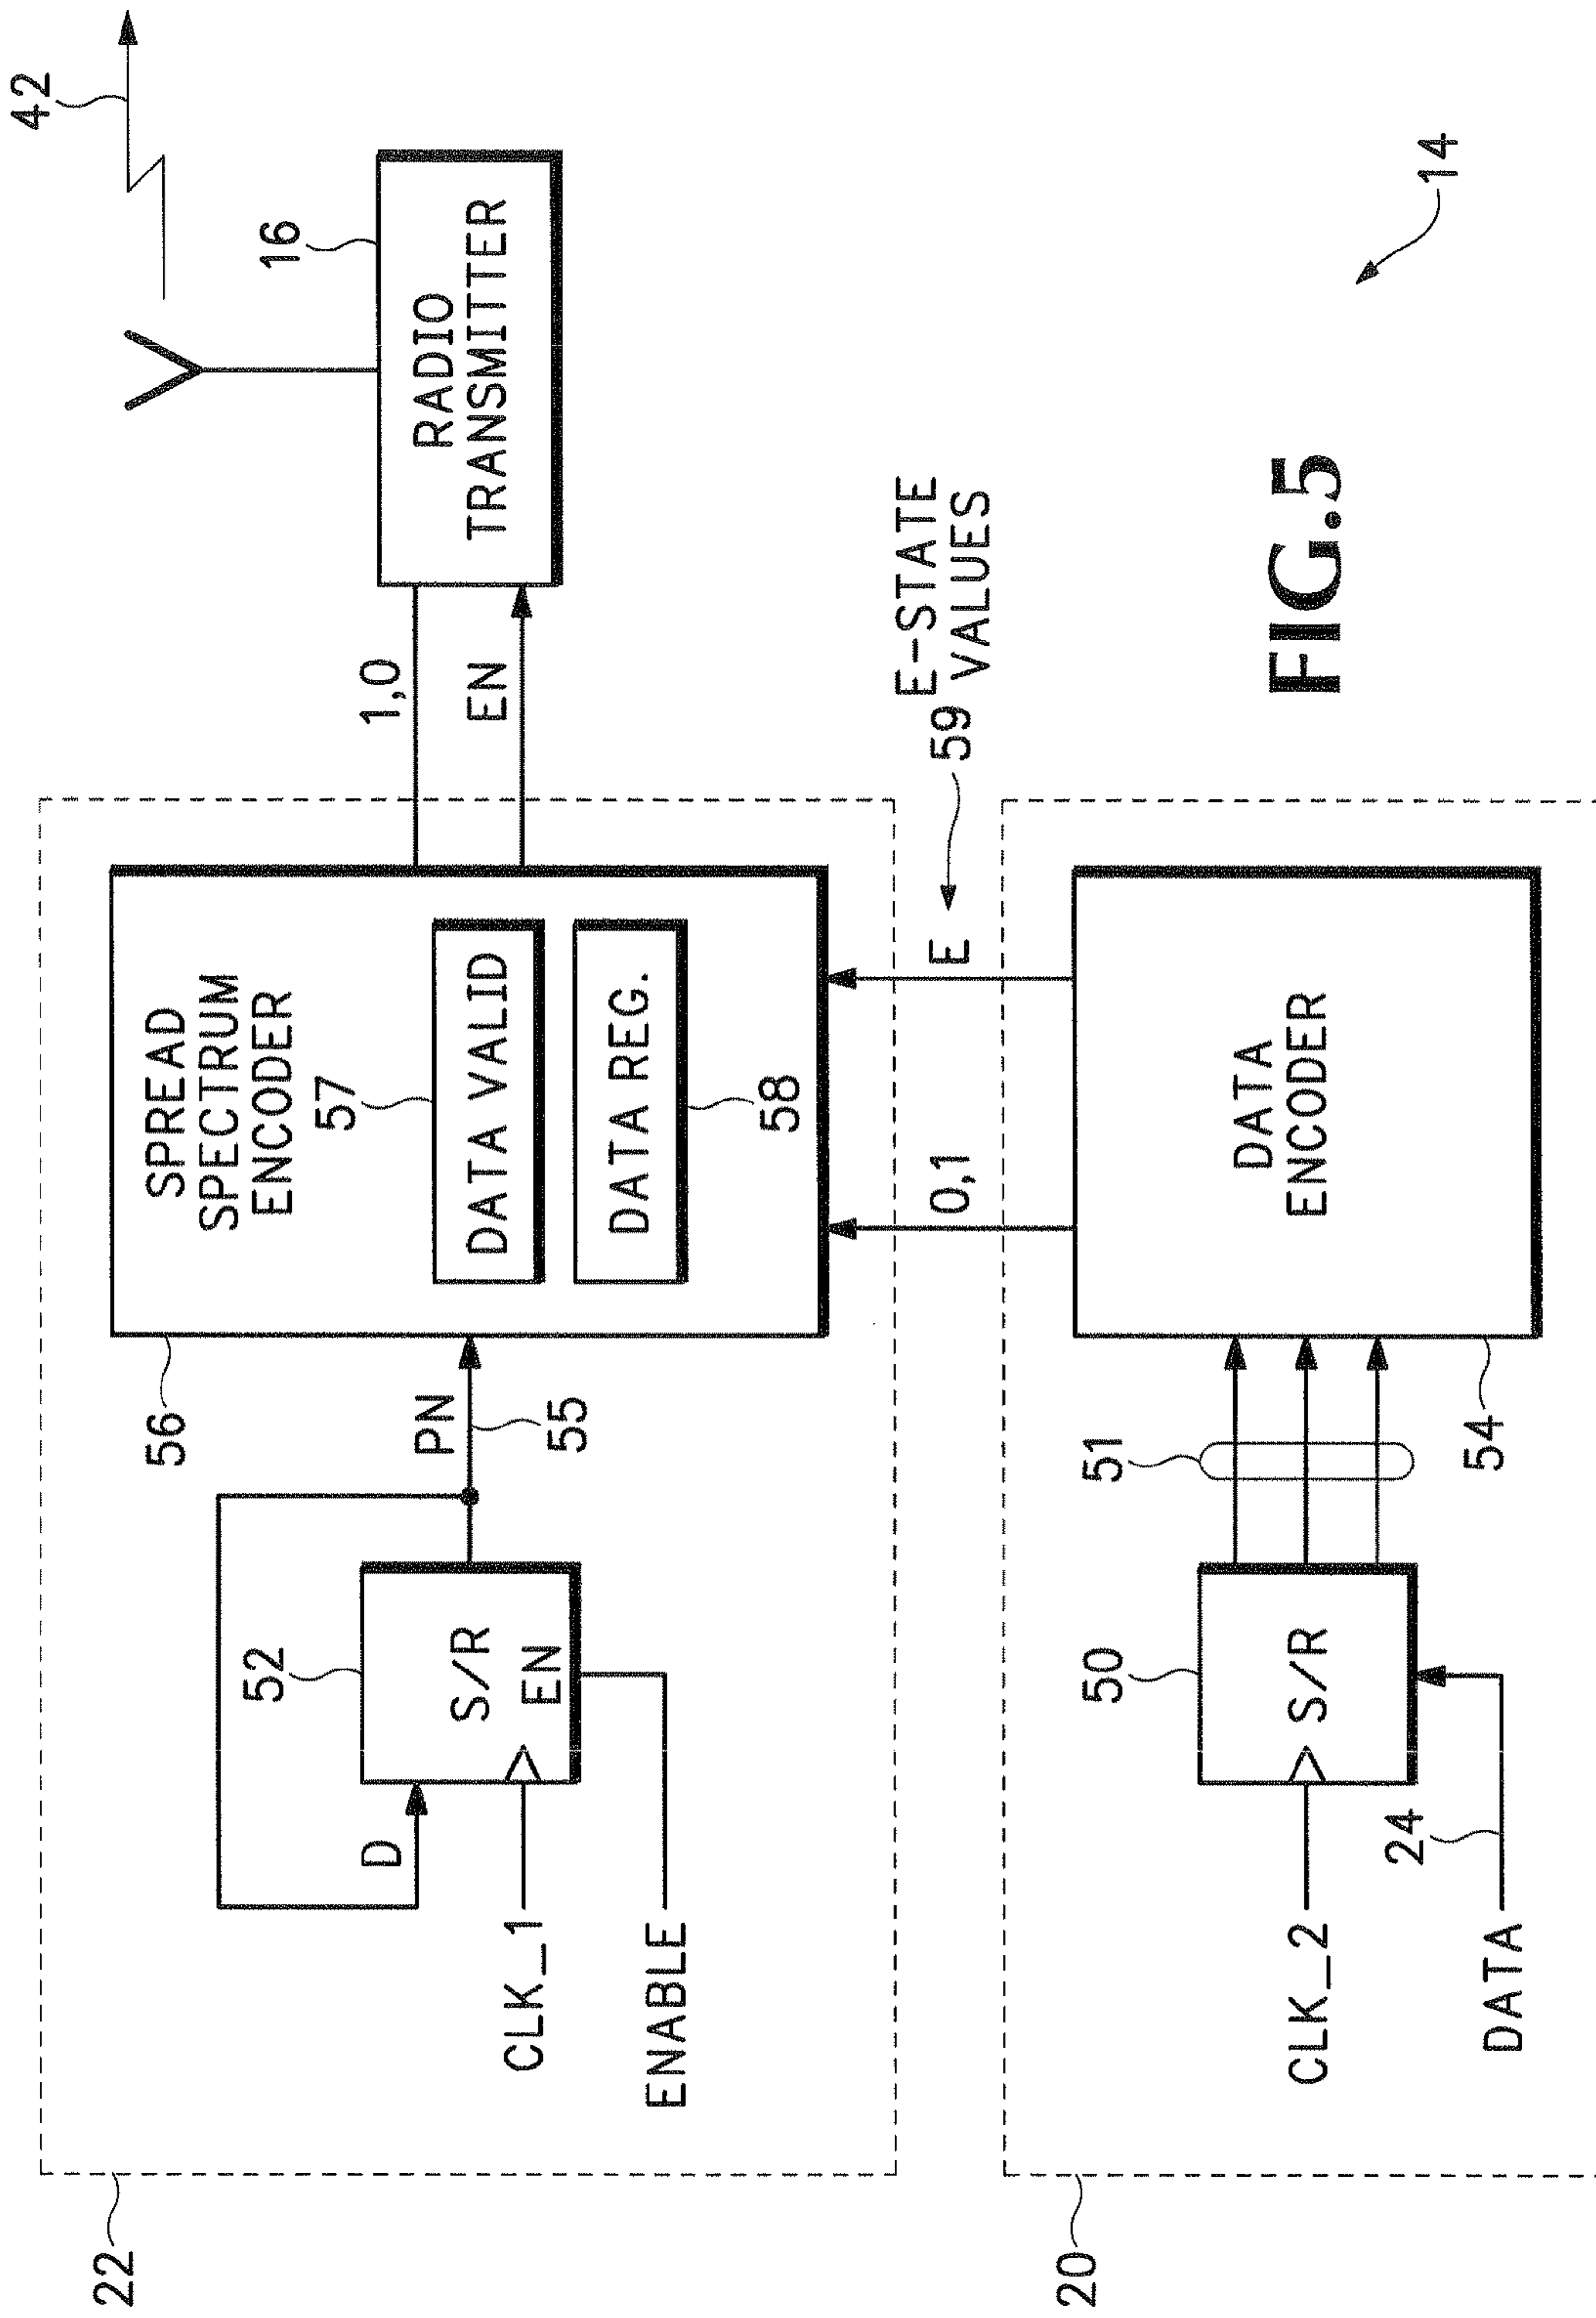 42
16
RADIO
TRANSMITTER
1,0
EN
22
SPREAD
SPECTRUM
ENCODER
56
57
DATA VALID
DATA REG.
58
PN
55
52
S/R
EN
D
CLK_1
ENABLE
E-STATE
59 VALUES
E
0,1
20
DATA
ENCODER
54
51
50
S/R
CLK_2
24
DATA
14
FIG.5